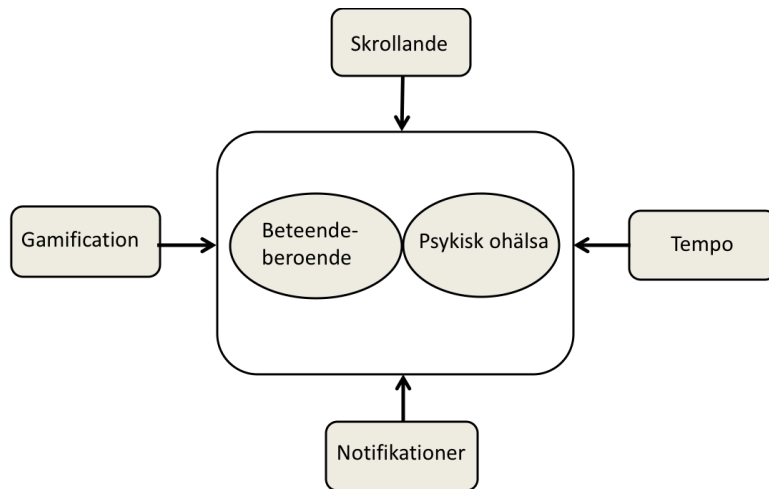 Skrollande
Gamification
Beteende-
beroende
Psykisk ohälsa
Tempo
Notifikationer